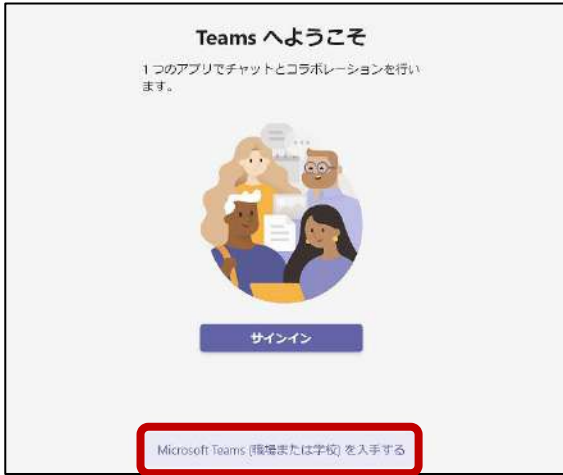 Teams へようこそ
1 つのアプリでチャットとコラボレーションを行い
ます。
サインイン
Microsoft Teams (職場または学校) を入手する